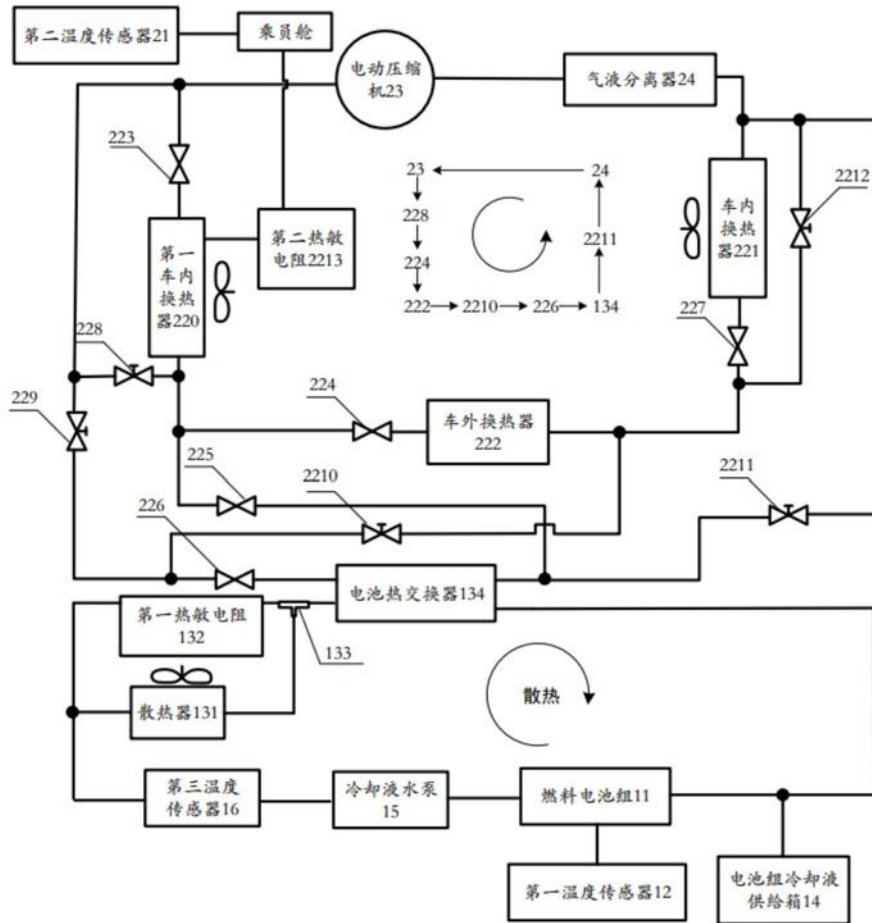 第二温度传感器21
乘员舱
电动压缩
机23
气液分离器24
223
第一
车内
换热
器220
第二热敏
电阻2213
23
24
228
2211
224
222
2210
226
134
车内
换热
器221
2212
227
228
229
224
车外换热器
222
225
2210
2211
226
电池热交换器134
第一热敏电阻
132
133
散热器131
散热
第三温度
传感器16
冷却液水泵
15
燃料电池组11
第一温度传感器12
电池组冷却液
供给箱14